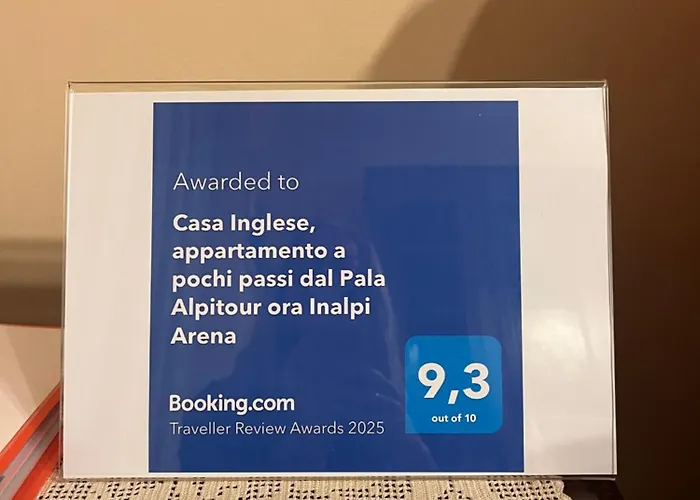 Awarded to
Casa Inglese,
appartamento a
pochi passi dal Pala
Alpitour ora Inalpi
Arena
9,3
out of 10
Booking.com
Traveller Review Awards 2025